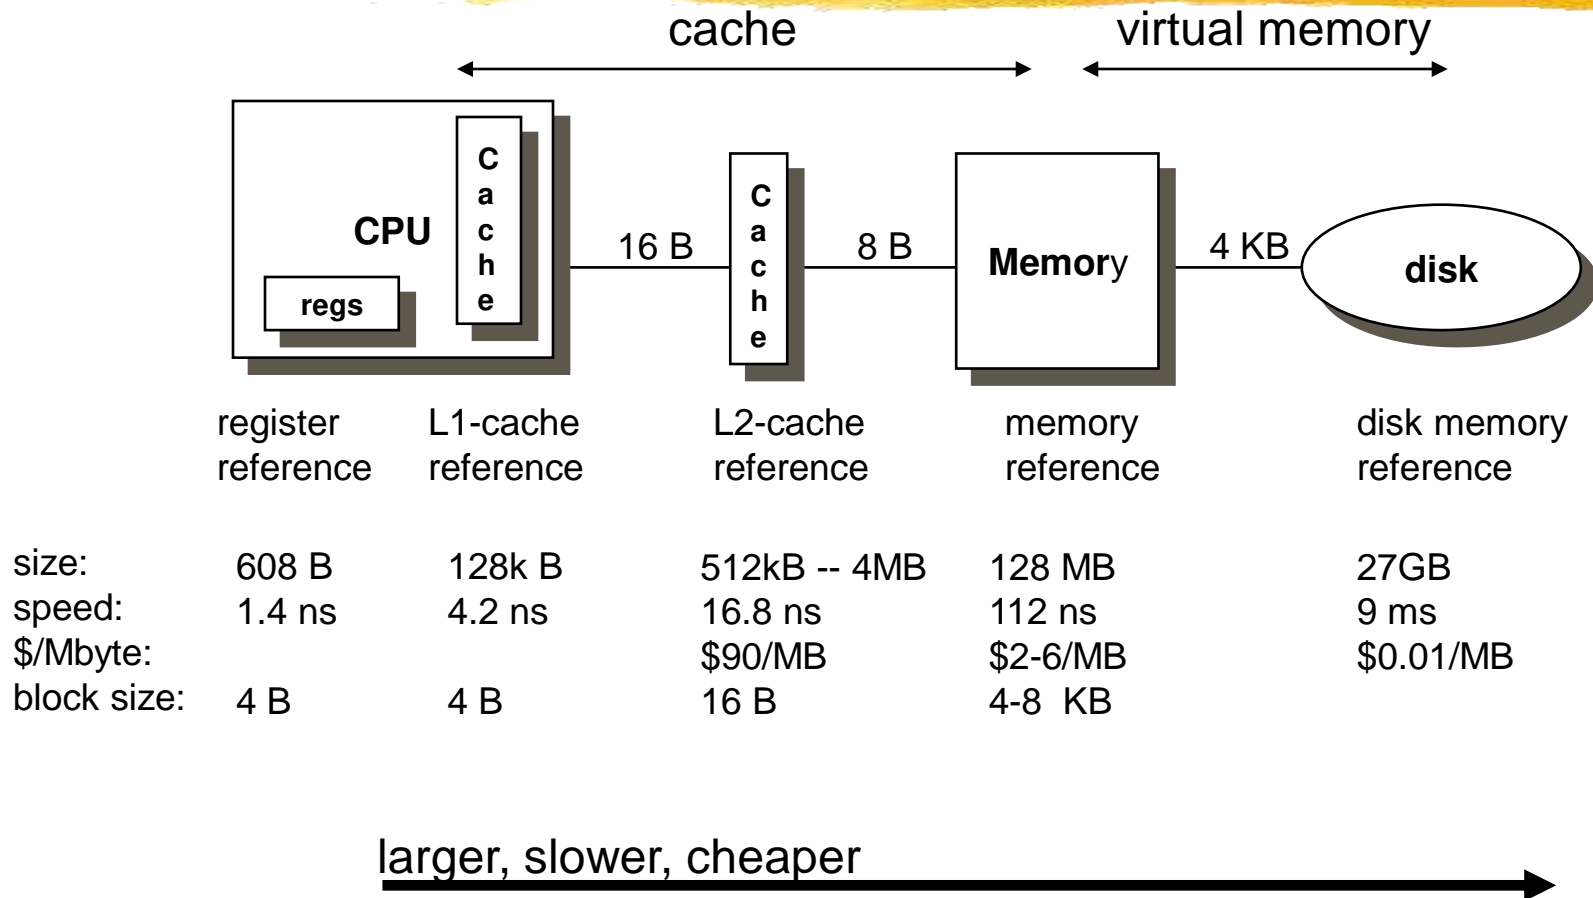 cache
virtual memory
CPU
C
a
c
h
e
regs
16 B
C
a
c
h
e
8 B
Memory
4 KB
disk
register
reference
L1-cache
reference
L2-cache
reference
memory
reference
disk memory
reference
size: 608 B 128k B 512kB -- 4MB 128 MB 27GB
speed: 1.4 ns 4.2 ns 16.8 ns 112 ns 9 ms
$/Mbyte: $90/MB $2-6/MB $0.01/MB
block size: 4 B 4 B 16 B 4-8 KB
larger, slower, cheaper